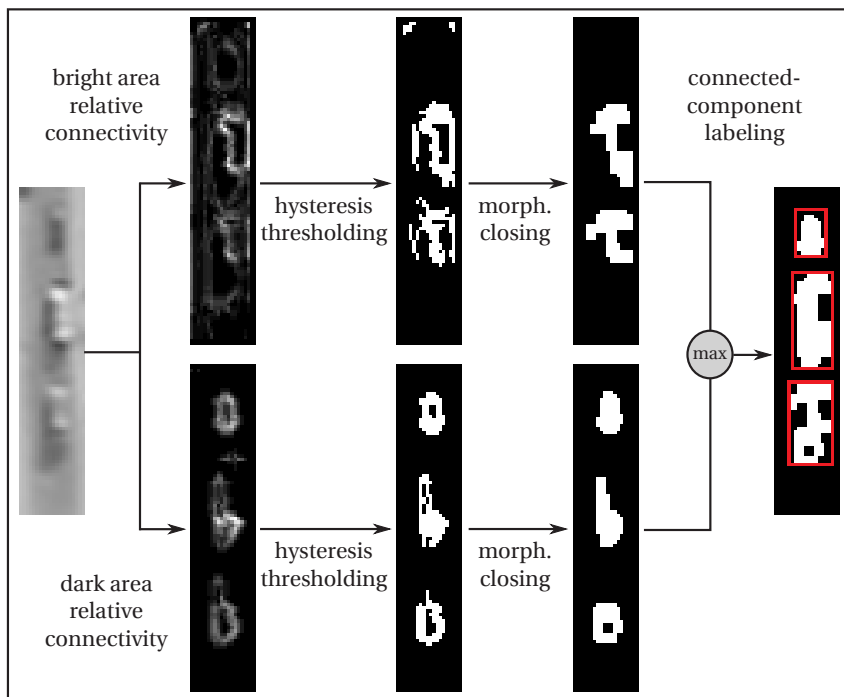 bright area
relative
connectivity
hysteresis
thresholding
morph.
closing
connected-
component
labeling
max
hysteresis
thresholding
morph.
closing
dark area
relative
connectivity